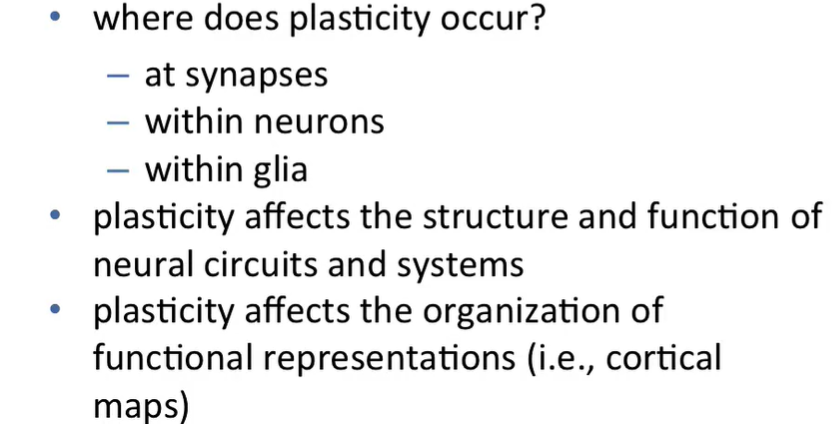 • where does plasticity occur?
– at synapses
– within neurons
– within glia
• plasticity affects the structure and function of
neural circuits and systems
• plasticity affects the organization of
functional representations (i.e., cortical
maps)